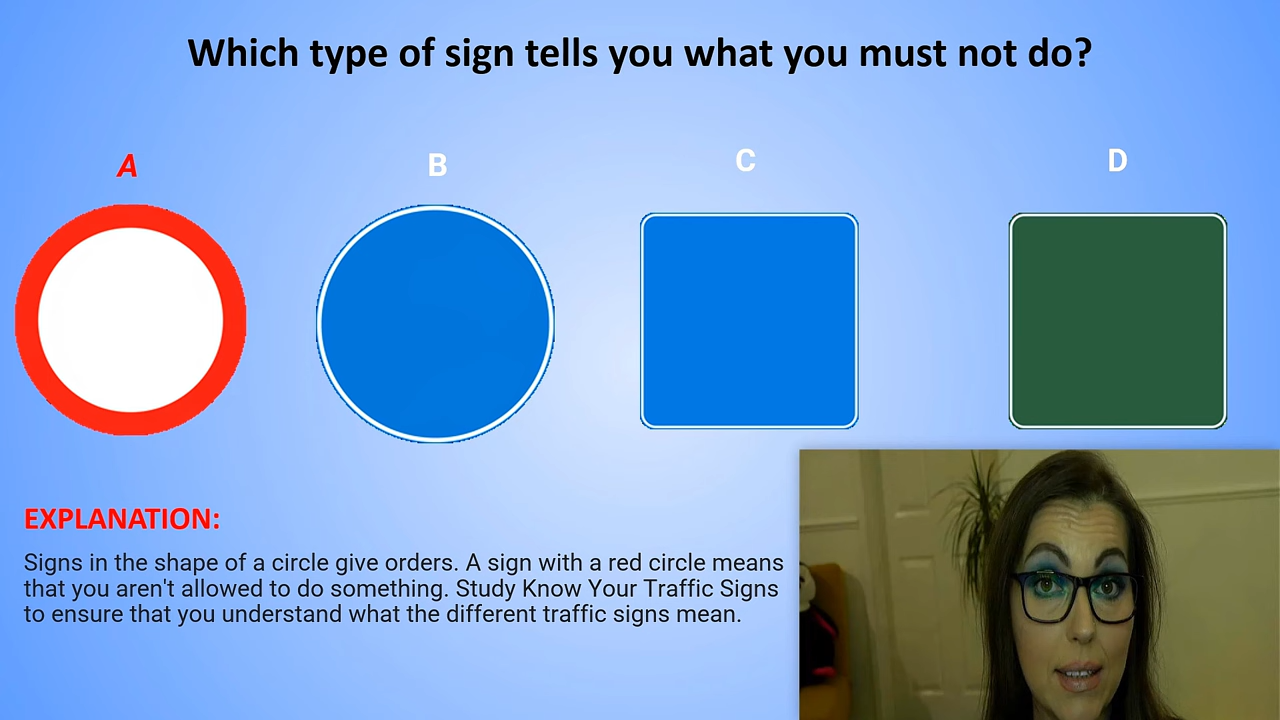 Which type of sign tells you what you must not do?
A
B
C
D
EXPLANATION:
Signs in the shape of a circle give orders. A sign with a red circle means
that you aren't allowed to do something. Study Know Your Traffic Signs
to ensure that you understand what the different traffic signs mean.